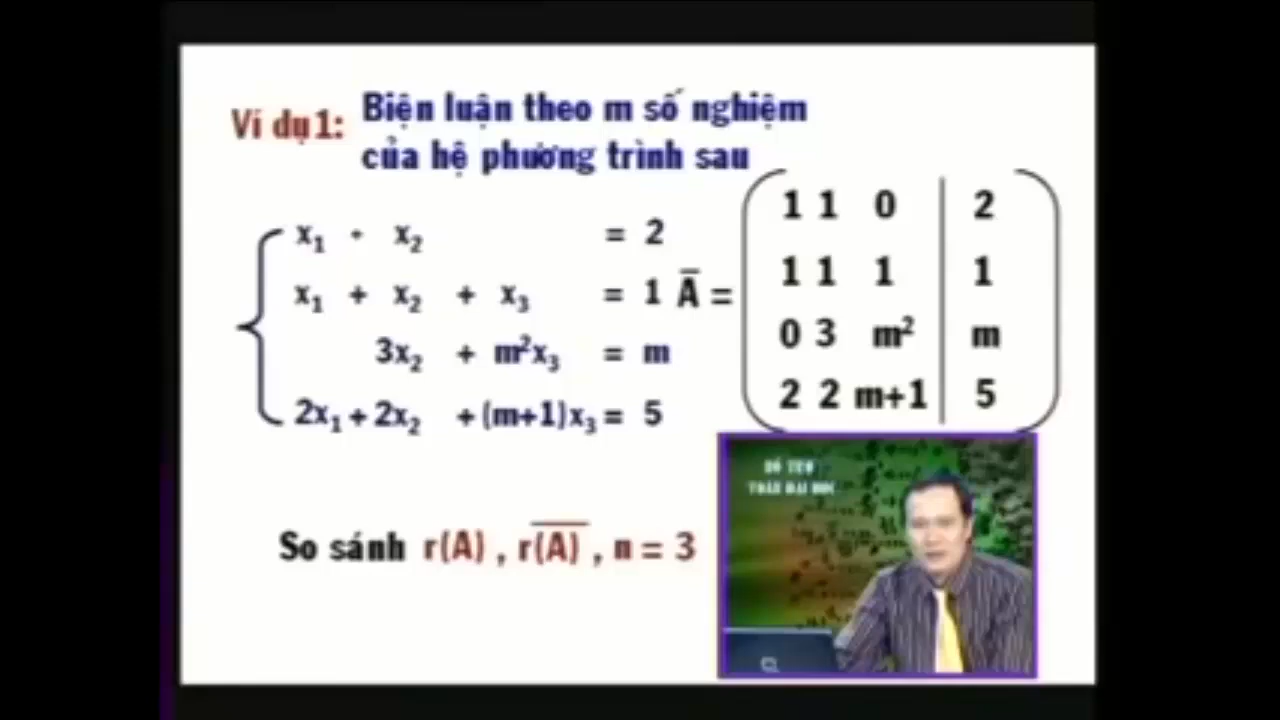 Ví dụ1: Biện luận theo m số nghiệm
của hệ phương trình sau
x₁ + x₂ = 2
x₁ + x₂ + x₃ = 1
3x₂ + m²x₃ = m
2x₁ + 2x₂ + (m+1)x₃ = 5
A̅ =
1 1 0 | 2
1 1 1 | 1
0 3 m² | m
2 2 m+1 | 5
So sánh r(A) , r(A̅) , n = 3